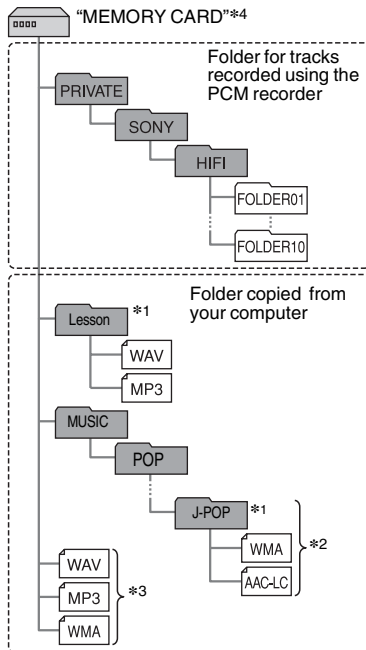 “MEMORY CARD”*4
Folder for tracks
recorded using the
PCM recorder
PRIVATE
SONY
HIFI
FOLDER01
FOLDER10
Folder copied from
your computer
Lesson *1
WAV
MP3
MUSIC
POP
J-POP *1
WMA
*2
AAC-LC
WAV
MP3 *3
WMA